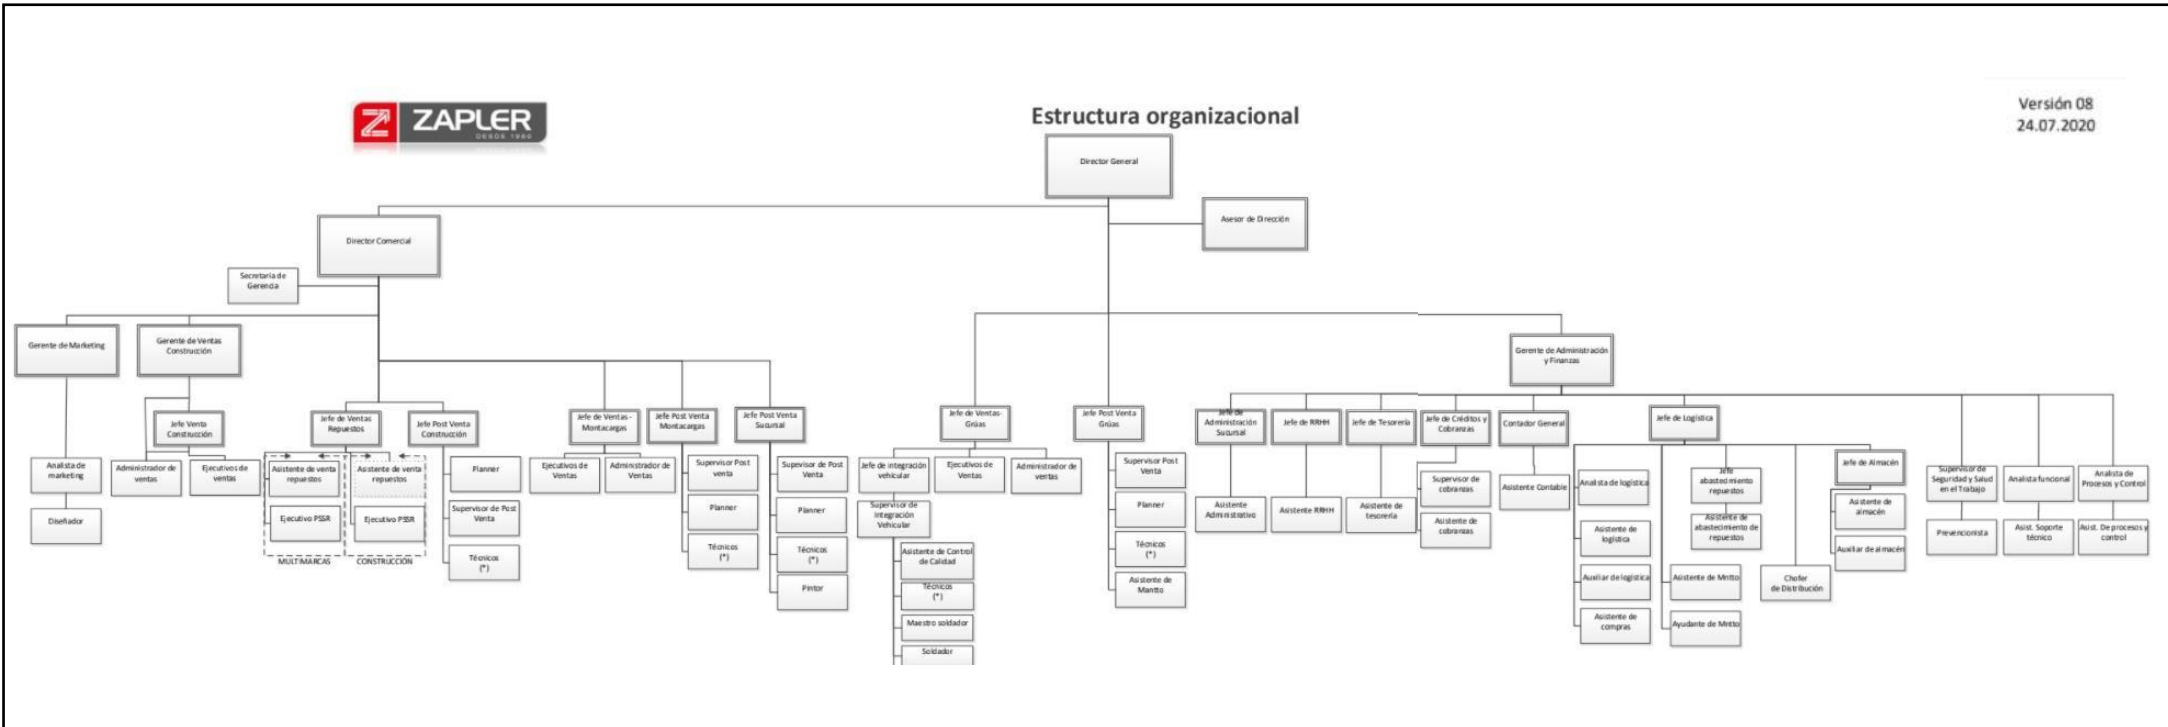 ZAPLER
DESDE 1980
Estructura organizacional
Versión 08
24.07.2020
Director General
Asesor de Dirección
Director Comercial
Secretaria de
Gerencia
Gerente de Marketing
Gerente de Ventas
Construcción
Gerente de Administración
y Finanzas
Jefe Venta
Construcción
Jefe de Ventas
Repuestos
Jefe Post Venta
Construcción
Jefe de Ventas -
Montacargas
Jefe Post Venta
Montacargas
Jefe Post Venta
Sucursal
Jefe de Ventas-
Grúas
Jefe Post Venta
Grúas
Jefe de
Administración
Sucursal
Jefe de RRHH
Jefe de Tesorería
Jefe de Créditos y
Cobranzas
Contador General
Jefe de Logística
Jefe de Almacén
Analista de
marketing
Diseñador
Administrador de
ventas
Ejecutivos de
ventas
Asistente de venta
repuestos
Ejecutivo PSSR
MULTIMARCAS
Asistente de venta
repuestos
Ejecutivo PSSR
CONSTRUCCIÓN
Planner
Supervisor de Post
Venta
Técnicos
(*)
Ejecutivos de
Ventas
Administrador de
Ventas
Supervisor Post
venta
Planner
Técnicos
(*)
Supervisor de Post
Venta
Planner
Técnicos
(*)
Pintor
Jefe de integración
vehicular
Supervisor de
Integración
Vehicular
Asistente de Control
de Calidad
Técnicos
(*)
Maestro soldador
Soldador
Ejecutivos de
Ventas
Administrador de
ventas
Supervisor Post
Venta
Planner
Técnicos
(*)
Asistente de
Mantto
Asistente
Administrativo
Asistente RRHH
Asistente de
tesorería
Supervisor de
cobranzas
Asistente de
cobranzas
Asistente Contable
Analista de logística
Asistente de
logística
Auxiliar de logística
Asistente de
compras
Jefe
abastecimiento
repuestos
Asistente de
abastecimiento de
repuestos
Asistente de Mntto
Ayudante de Mntto
Chofer
de Distribución
Asistente de
almacén
Auxiliar de almacén
Supervisor de
Seguridad y Salud
en el Trabajo
Prevencionista
Analista funcional
Asist. Soporte
técnico
Analista de
Procesos y Control
Asist. De procesos y
control